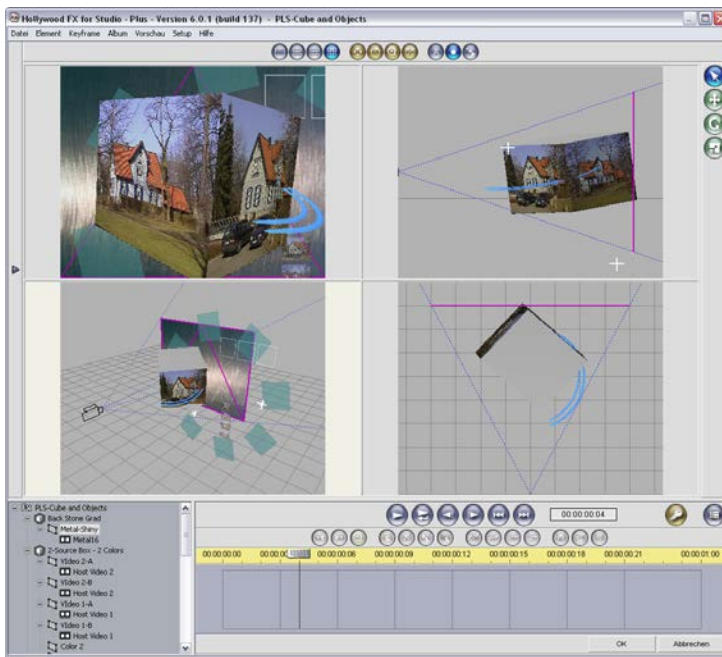 Hollywood FX for Studio - Plus - Version 6.0.1 (build 137) - PLS-Cube and Objects
Datei Element Keyframe Album Vorschau Setup Hilfe
PLS-Cube and Objects
Back Stone Grad
Metal-Shiny
Metal16
2-Source Box - 2 Colors
Video 2-A
Host Video 2
Video 2-B
Host Video 2
Video 1-A
Host Video 1
Video 1-B
Host Video 1
Color 2
00:00:00:04
00:00:00:00 00:00:00:06 00:00:00:09 00:00:00:12 00:00:00:15 00:00:00:18 00:00:00:21 00:00:01:00
OK Abbrechen